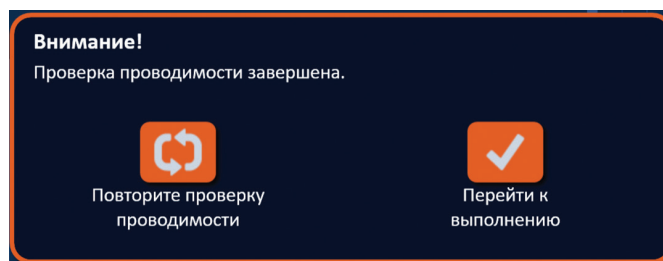 Внимание!
Проверка проводимости завершена.
Повторите проверку
проводимости
Перейти к
выполнению